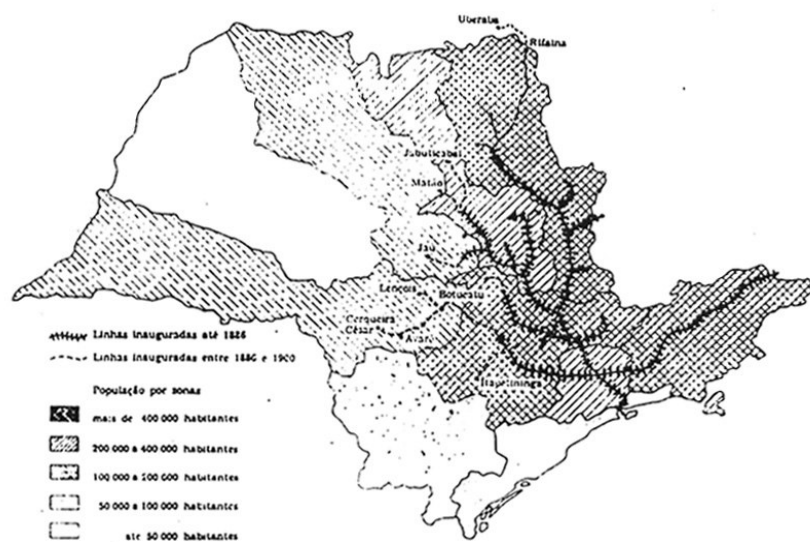 Uberaba
Rifaina
Jabuticabal
Matão
Jaú
Lençois
Botucatu
Cerqueira
César
Avaré
Itapetininga
Linhas inauguradas até 1886
Linhas inauguradas entre 1886 e 1900
População por zonas
mais de 400 000 habitantes
200 000 a 400 000 habitantes
100 000 a 200 000 habitantes
50 000 a 100 000 habitantes
até 50 000 habitantes